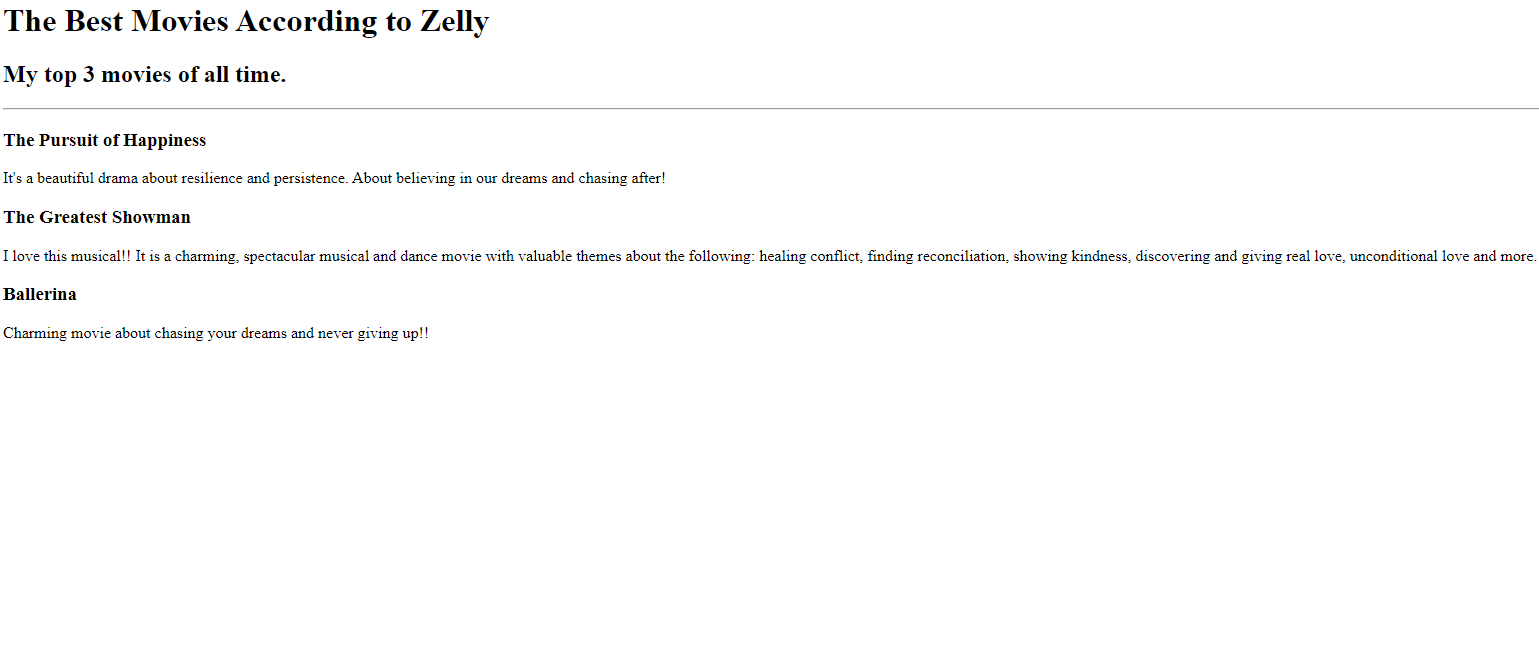 The Best Movies According to Zelly
My top 3 movies of all time.
The Pursuit of Happiness
It's a beautiful drama about resilience and persistence. About believing in our dreams and chasing after!
The Greatest Showman
I love this musical!! It is a charming, spectacular musical and dance movie with valuable themes about the following: healing conflict, finding reconciliation, showing kindness, discovering and giving real love, unconditional love and more.
Ballerina
Charming movie about chasing your dreams and never giving up!!